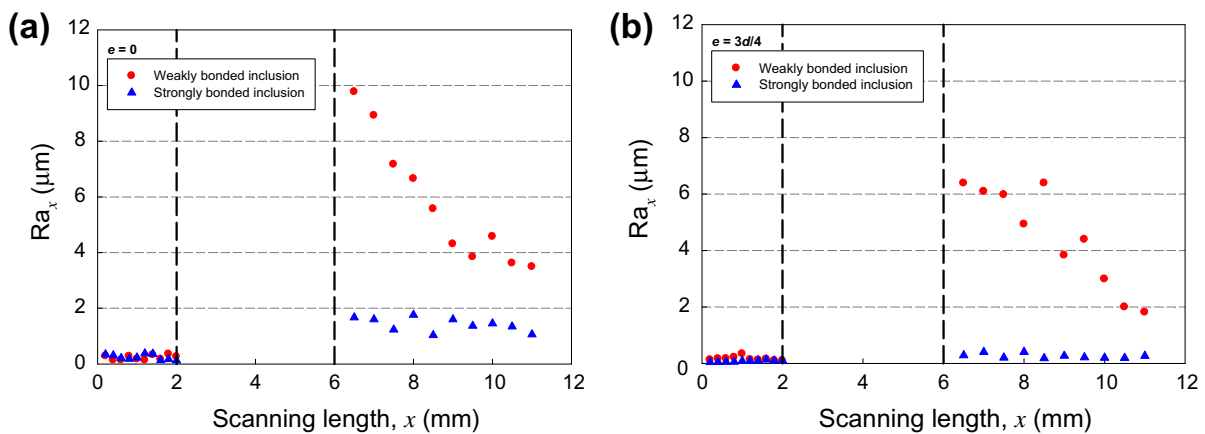 (a)
12
10
8
6
4
2
0
Ra_x (μm)
e = 0
Weakly bonded inclusion
Strongly bonded inclusion
0 2 4 6 8 10 12
Scanning length, x (mm)
(b)
12
10
8
6
4
2
0
Ra_x (μm)
e = 3d/4
Weakly bonded inclusion
Strongly bonded inclusion
0 2 4 6 8 10 12
Scanning length, x (mm)